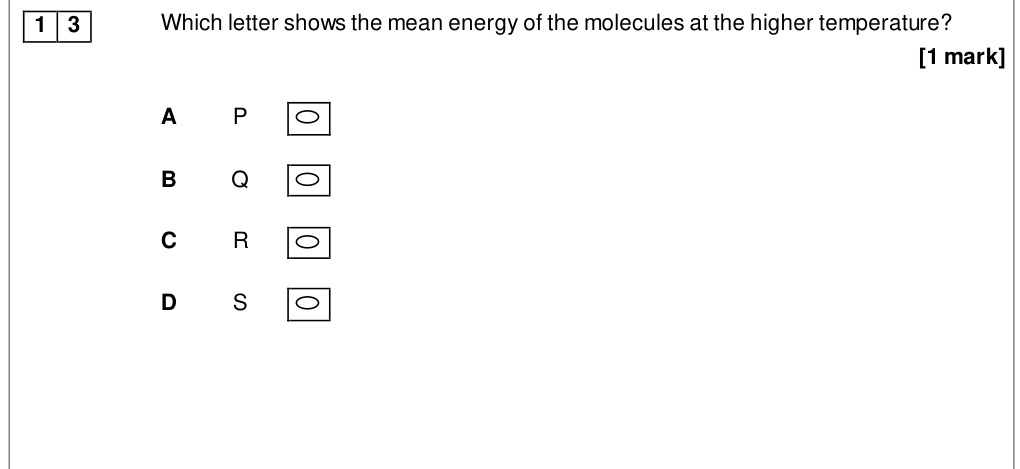 1 3 Which letter shows the mean energy of the molecules at the higher temperature?
[1 mark]
A P
B Q
C R
D S